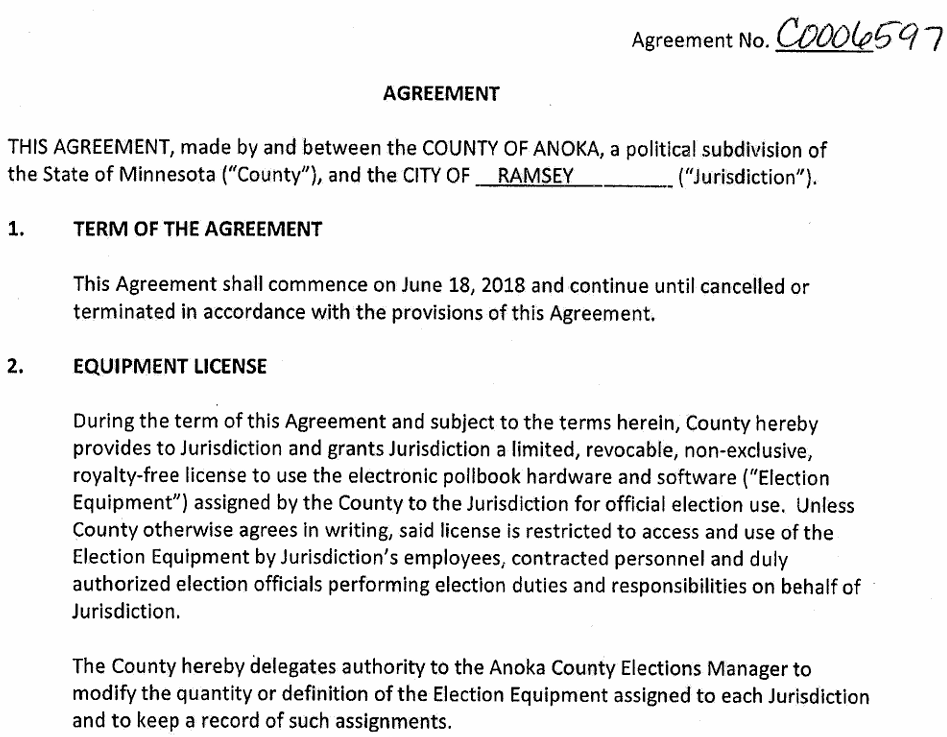 Agreement No. C0006597
AGREEMENT
THIS AGREEMENT, made by and between the COUNTY OF ANOKA, a political subdivision of
the State of Minnesota ("County"), and the CITY OF RAMSEY ("Jurisdiction").
1. TERM OF THE AGREEMENT
This Agreement shall commence on June 18, 2018 and continue until cancelled or
terminated in accordance with the provisions of this Agreement.
2. EQUIPMENT LICENSE
During the term of this Agreement and subject to the terms herein, County hereby
provides to Jurisdiction and grants Jurisdiction a limited, revocable, non-exclusive,
royalty-free license to use the electronic pollbook hardware and software ("Election
Equipment") assigned by the County to the Jurisdiction for official election use. Unless
County otherwise agrees in writing, said license is restricted to access and use of the
Election Equipment by Jurisdiction's employees, contracted personnel and duly
authorized election officials performing election duties and responsibilities on behalf of
Jurisdiction.
The County hereby delegates authority to the Anoka County Elections Manager to
modify the quantity or definition of the Election Equipment assigned to each Jurisdiction
and to keep a record of such assignments.